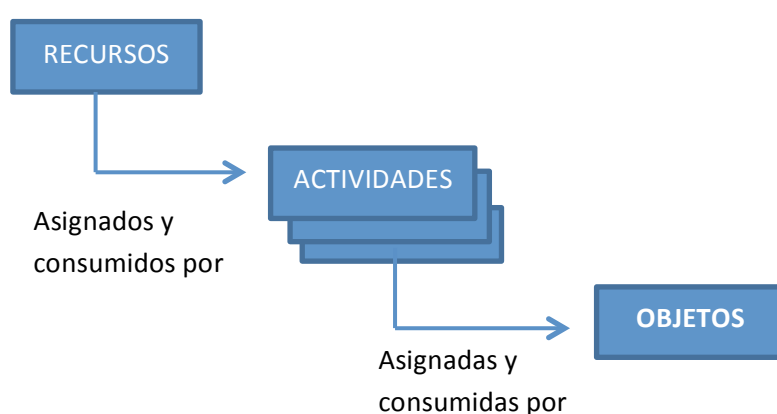 RECURSOS
ACTIVIDADES
Asignados y
consumidos por
OBJETOS
Asignadas y
consumidas por